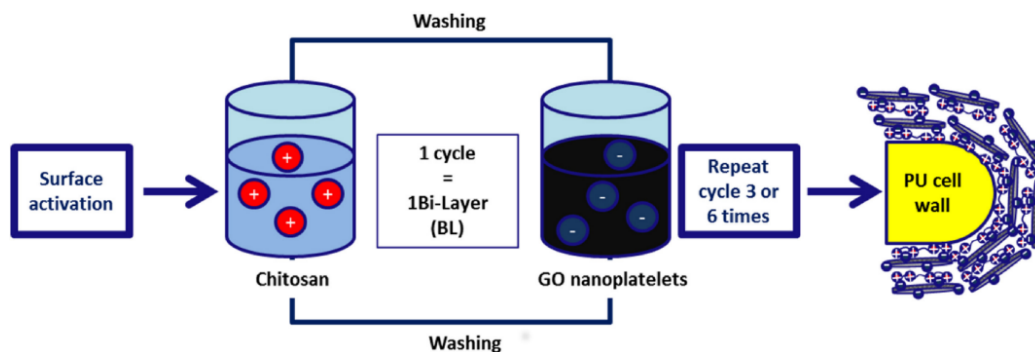 Washing
Surface
activation
+
+
+
+
Chitosan
1 cycle
=
1Bi-Layer
(BL)
-
-
-
-
GO nanoplatelets
Repeat
cycle 3 or
6 times
PU cell
wall
Washing